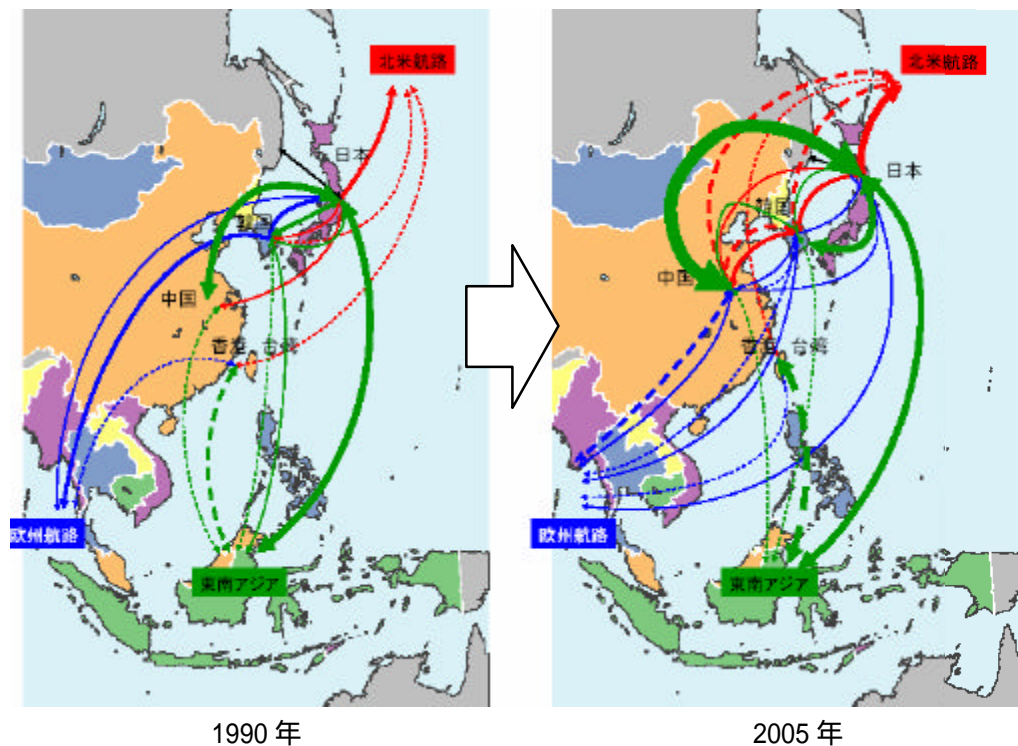 北米航路
日本
韓国
中国
香港 台湾
欧州航路
東南アジア
1990 年
北米航路
日本
韓国
中国
香港 台湾
欧州航路
東南アジア
2005 年